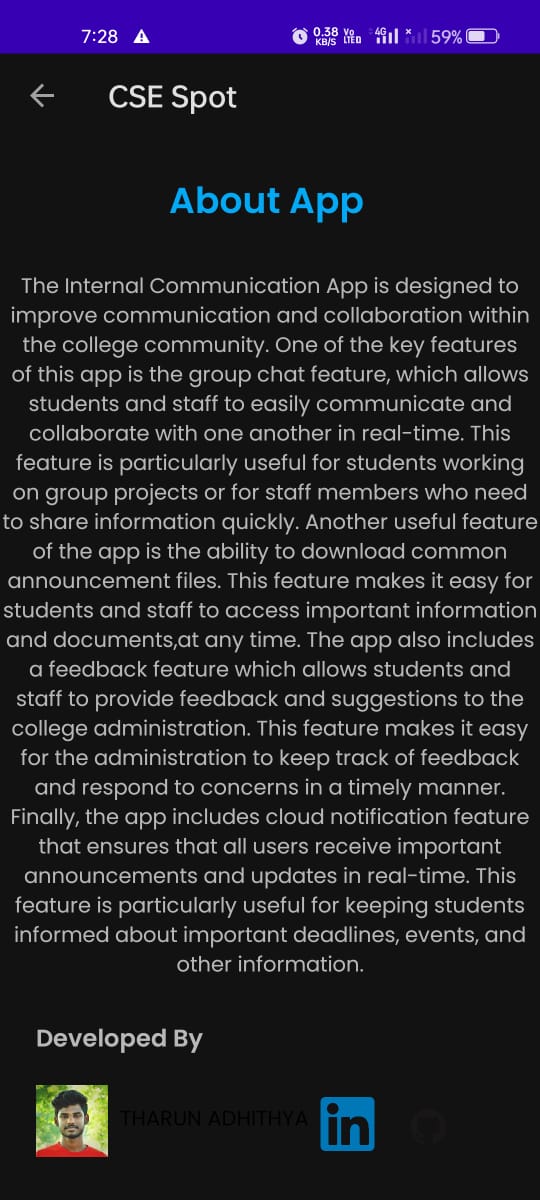 7:28
0.38 KB/S Vo LTED 4G 59%
CSE Spot
About App
The Internal Communication App is designed to
improve communication and collaboration within
the college community. One of the key features
of this app is the group chat feature, which allows
students and staff to easily communicate and
collaborate with one another in real-time. This
feature is particularly useful for students working
on group projects or for staff members who need
to share information quickly. Another useful feature
of the app is the ability to download common
announcement files. This feature makes it easy for
students and staff to access important information
and documents,at any time. The app also includes
a feedback feature which allows students and
staff to provide feedback and suggestions to the
college administration. This feature makes it easy
for the administration to keep track of feedback
and respond to concerns in a timely manner.
Finally, the app includes cloud notification feature
that ensures that all users receive important
announcements and updates in real-time. This
feature is particularly useful for keeping students
informed about important deadlines, events, and
other information.
Developed By
THARUN ADHITHYA in